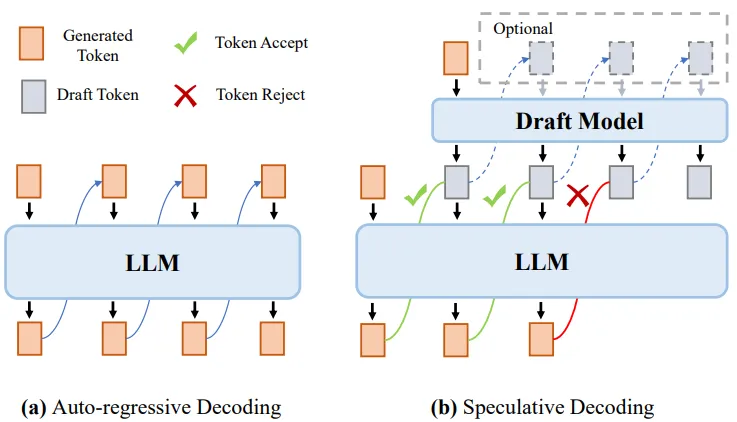 Generated
Token
Token Accept
Draft Token
Token Reject
LLM
(a) Auto-regressive Decoding
Optional
Draft Model
LLM
(b) Speculative Decoding